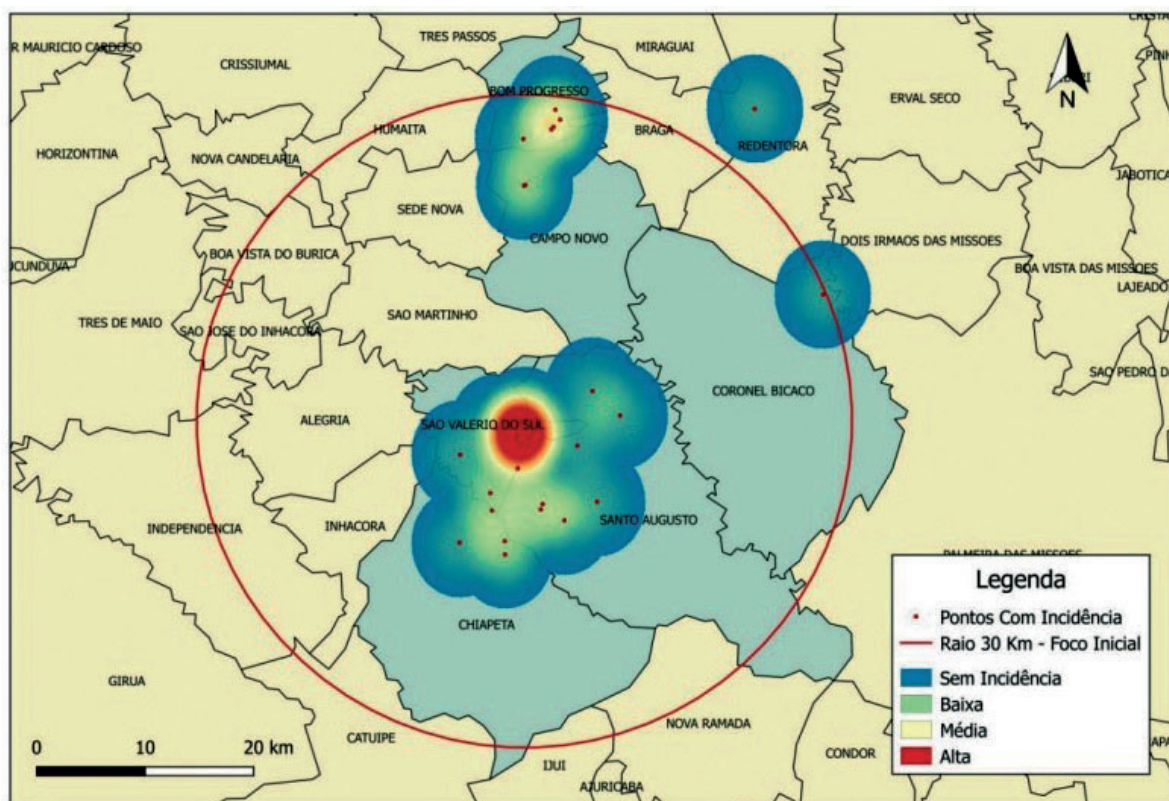 TRES PASSOS
MIRAGUAI
R MAURICIO CARDOSO
CRISSIUMAL
BOM PROGRESSO
ERVAL SECO
HUMAITA
BRAGA
N
NOVA CANDELARIA
REDENTORA
HORIZONTINA
JABOTICA
SEDE NOVA
CAMPO NOVO
DOIS IRMAOS DAS MISSOES
BOA VISTA DO BURICA
UCUNDUVA
BOA VISTA DAS MISSOES
LAJEADO
TRES DE MAIO
SAO JOSE DO INHACORA
SAO MARTINHO
SAO PEDRO D
CORONEL BICACO
ALEGRIA
SAO VALERIO DO SUL
INDEPENDENCIA
INHACORA
SANTO AUGUSTO
PALMEIRA DAS MISSOES
CHIAPETA
GIRUA
NOVA RAMADA
CATUIPE
CONDOR
IJUI
AJURICABA
Legenda
Pontos Com Incidência
Raio 30 Km - Foco Inicial
Sem Incidência
Baixa
Média
Alta
0 10 20 km